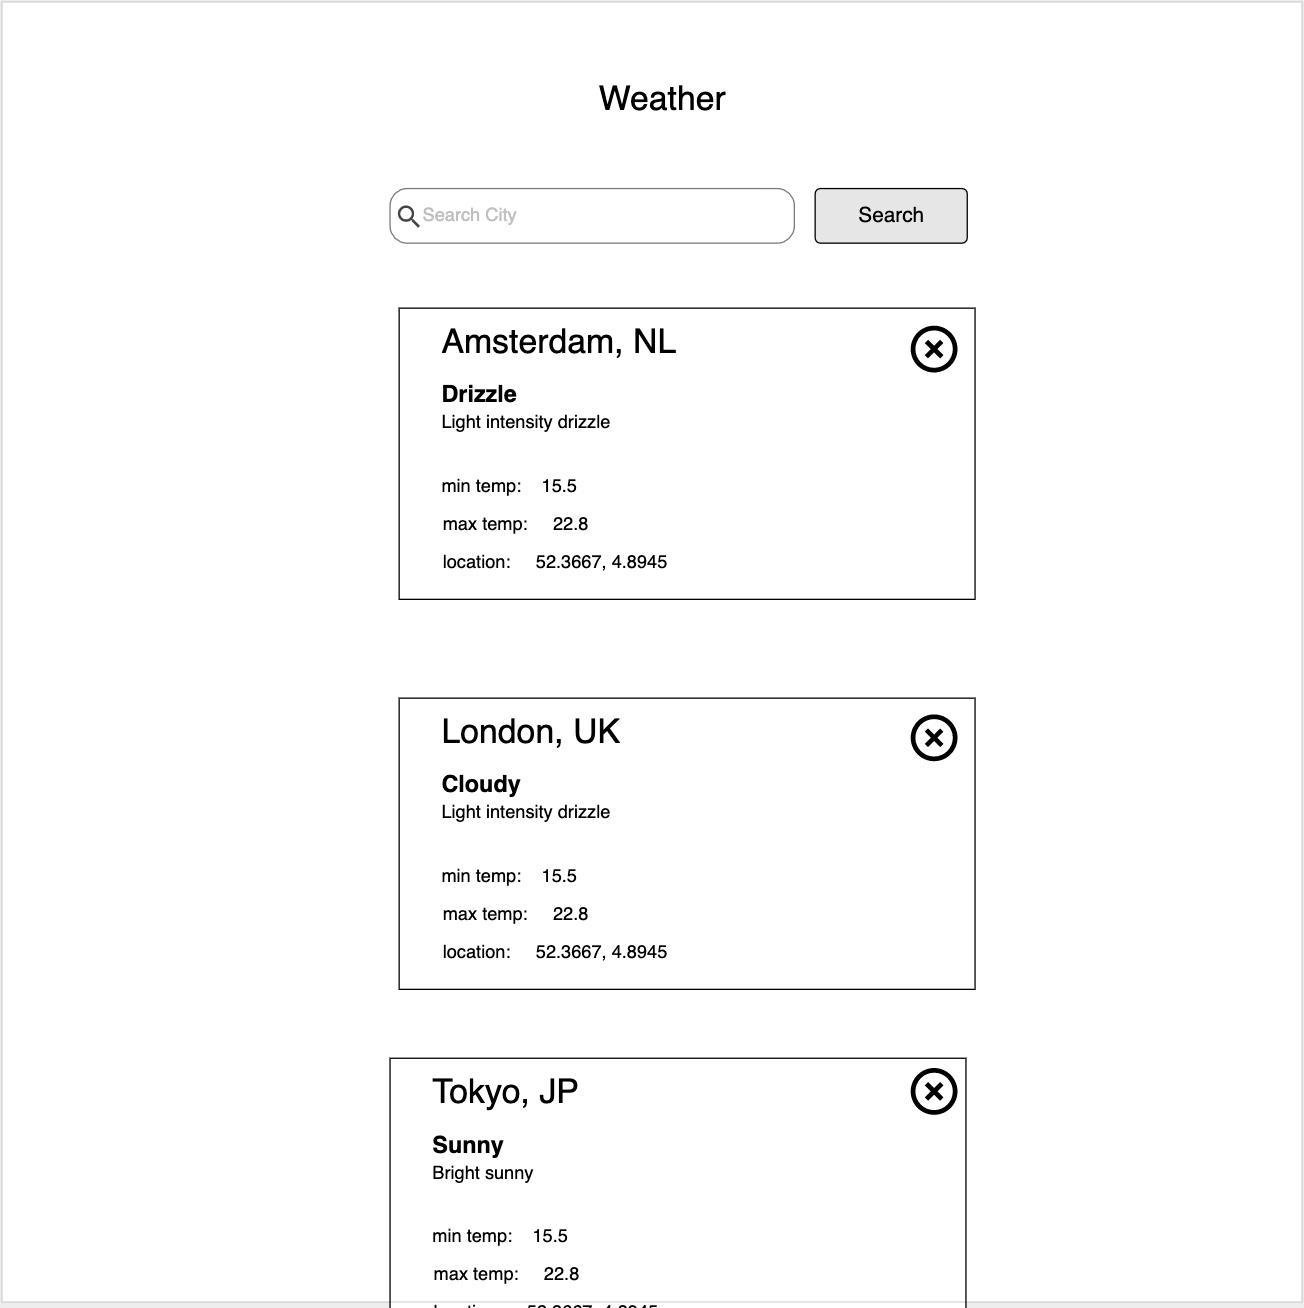 Weather
Search City
Search
Amsterdam, NL
Drizzle
Light intensity drizzle
min temp: 15.5
max temp: 22.8
location: 52.3667, 4.8945
London, UK
Cloudy
Light intensity drizzle
min temp: 15.5
max temp: 22.8
location: 52.3667, 4.8945
Tokyo, JP
Sunny
Bright sunny
min temp: 15.5
max temp: 22.8